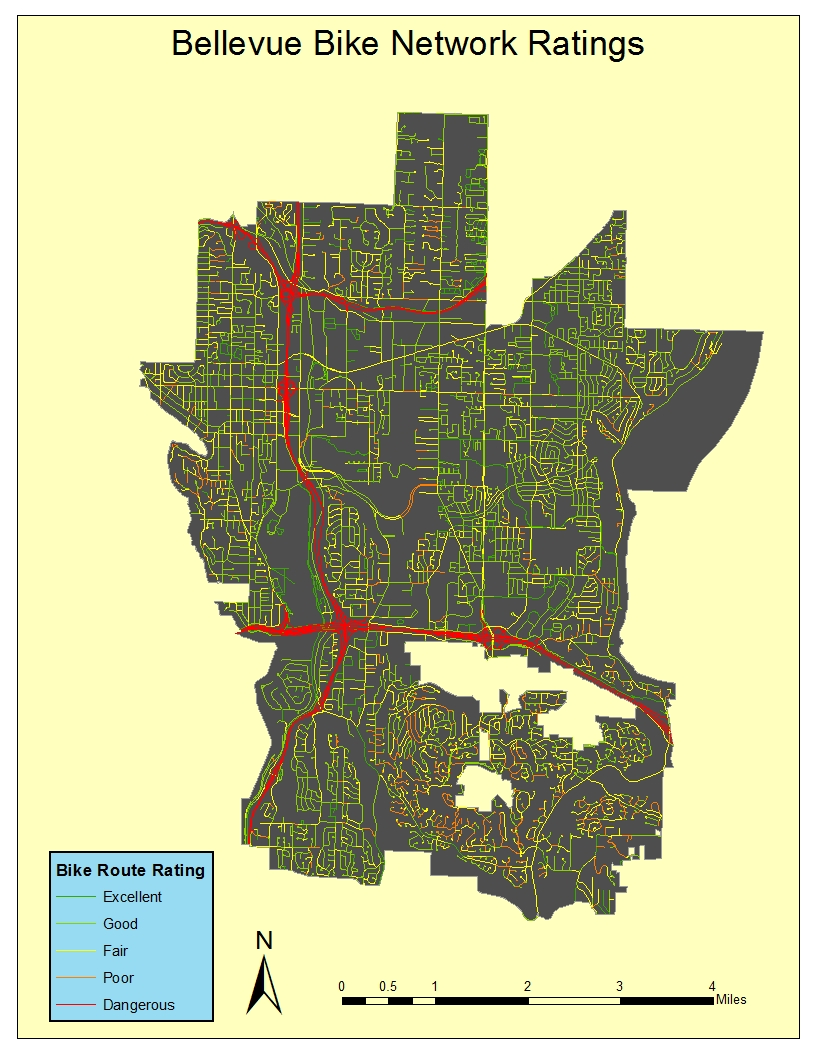 Bellevue Bike Network Ratings
Bike Route Rating
Excellent
Good
Fair
Poor
Dangerous
N
0 0.5 1 2 3 4
Miles